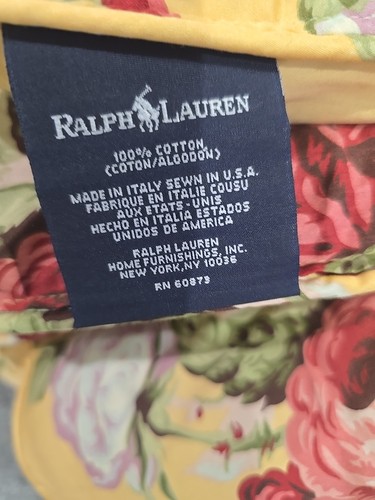 RALPH LAUREN
100% COTTON
(COTON/ALGODON)
MADE IN ITALY SEWN IN U.S.A.
FABRIQUE EN ITALIE COUSU
AUX ETATS-UNIS
HECHO EN ITALIA ESTADOS
UNIDOS DE AMERICA
RALPH LAUREN
HOME FURNISHINGS, INC.
NEW YORK, NY 10036
RN 60873